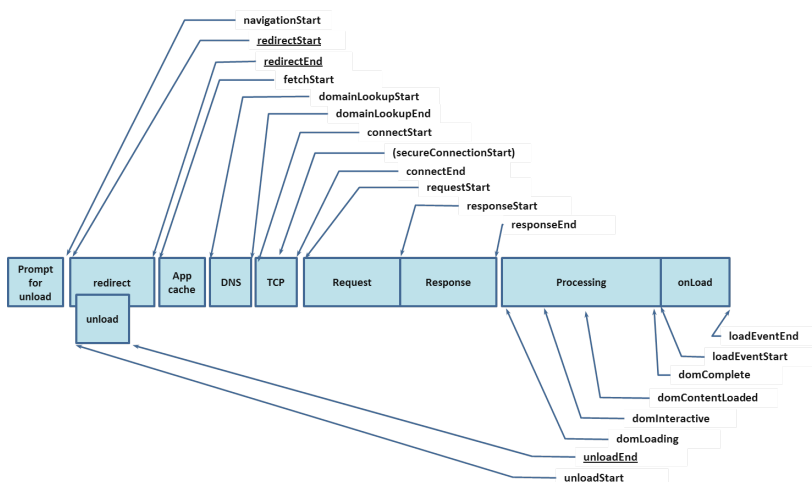 navigationStart
redirectStart
redirectEnd
fetchStart
domainLookupStart
domainLookupEnd
connectStart
(secureConnectionStart)
connectEnd
requestStart
responseStart
responseEnd
Prompt
for
unload
redirect
unload
App
cache
DNS
TCP
Request
Response
Processing
onLoad
loadEventEnd
loadEventStart
domComplete
domContentLoaded
domInteractive
domLoading
unloadEnd
unloadStart